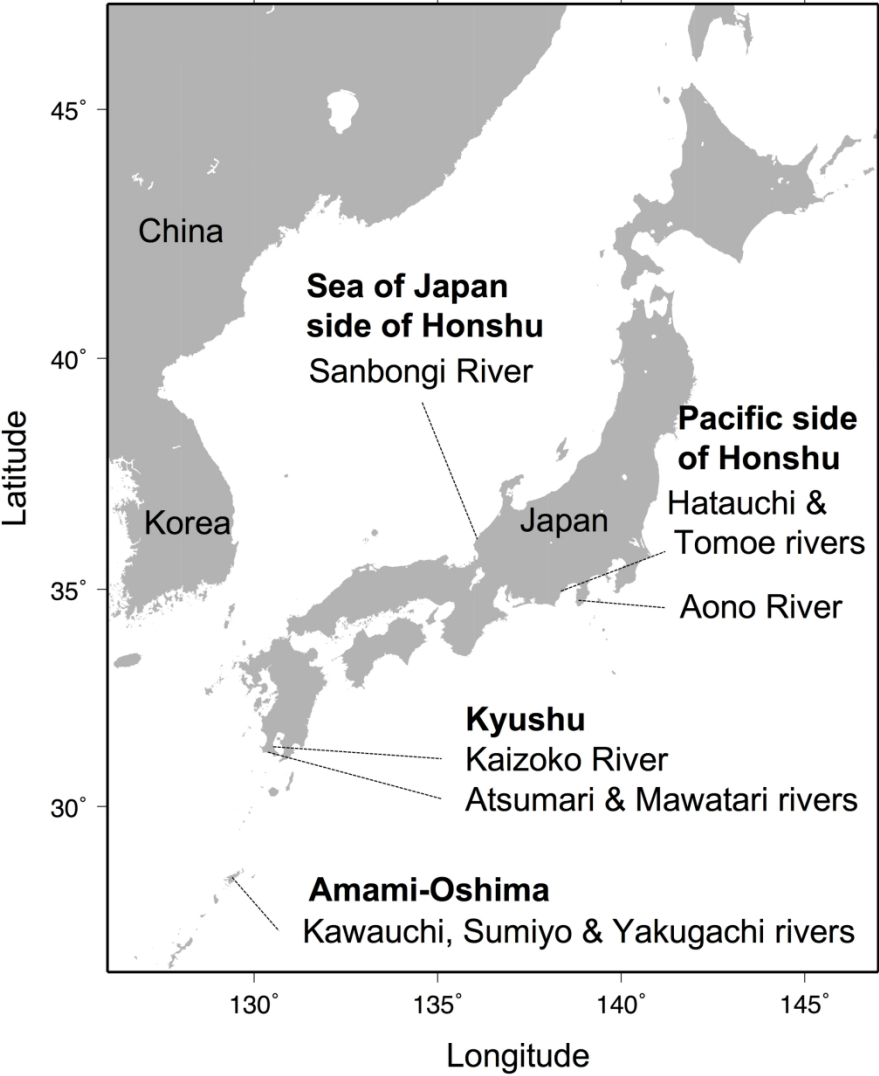 45°
China
Sea of Japan
side of Honshu
Sanbongi River
40°
Pacific side
of Honshu
Hatauchi &
Tomoe rivers
Latitude
Korea
Japan
35°
Aono River
Kyushu
Kaizoko River
Atsumari & Mawatari rivers
30°
Amami-Oshima
Kawauchi, Sumiyo & Yakugachi rivers
130° 135° 140° 145°
Longitude